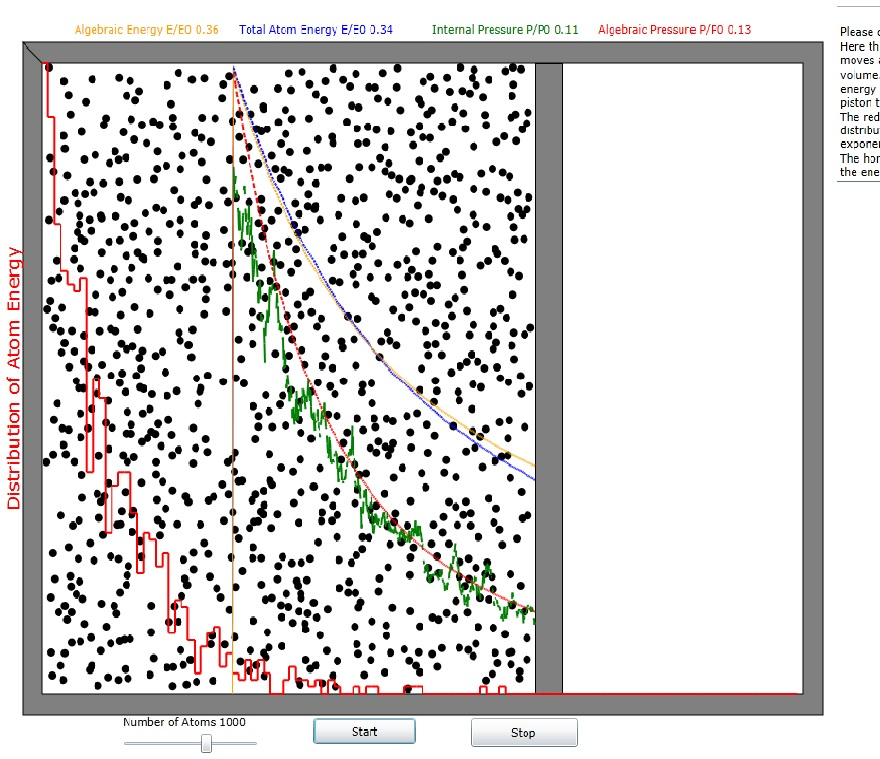 Algebraic Energy E/E0 0.36 Total Atom Energy E/E0 0.34 Internal Pressure P/P0 0.11 Algebraic Pressure P/P0 0.13
Please
Here th
moves a
volume.
energy
piston t
The red
distribut
exponen
The hor
the ene
Distribution of Atom Energy
Number of Atoms 1000
Start
Stop